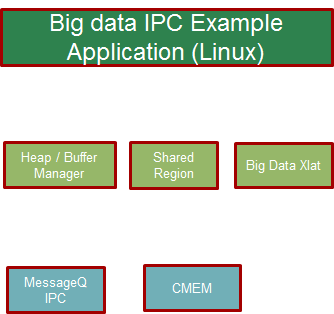 Big data IPC Example
Application (Linux)
Heap / Buffer
Manager
Shared
Region
Big Data Xlat
MessageQ
IPC
CMEM